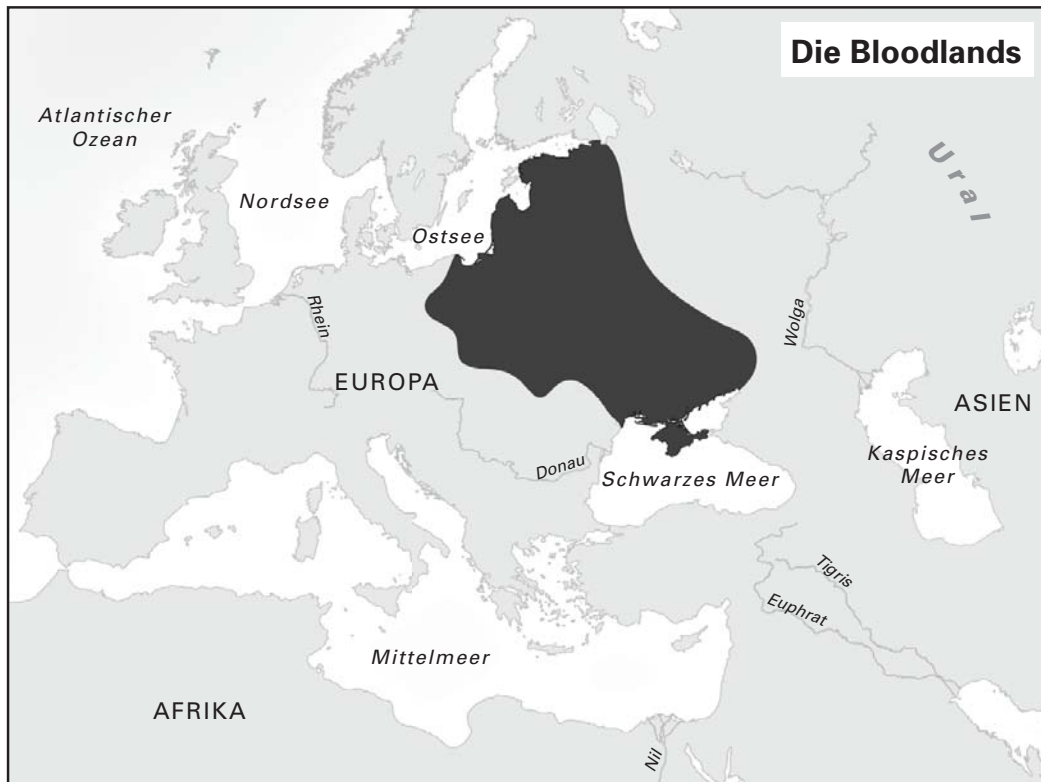 Die Bloodlands
Atlantischer
Ozean
Ural
Nordsee
Ostsee
Rhein
Wolga
EUROPA
ASIEN
Kaspisches
Meer
Donau
Schwarzes Meer
Tigris
Euphrat
Mittelmeer
AFRIKA
Nil